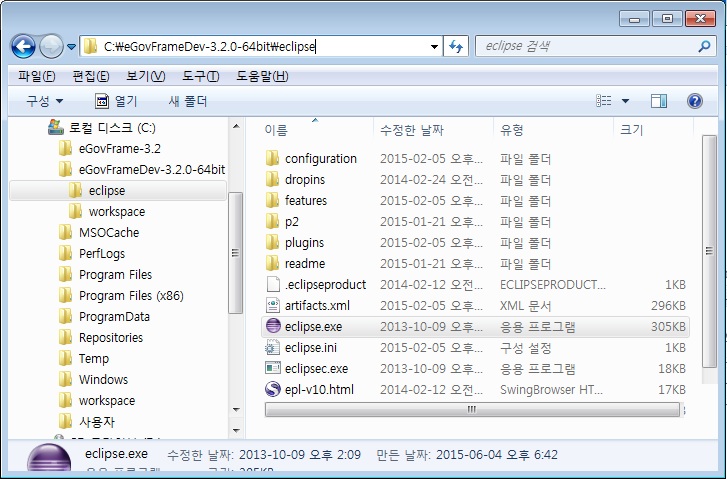 C:₩eGovFrameDev-3.2.0-64bit₩eclipse
eclipse 검색
파일(F) 편집(E) 보기(V) 도구(T) 도움말(H)
구성 열기 새 폴더
로컬 디스크 (C:)
eGovFrame-3.2
eGovFrameDev-3.2.0-64bit
eclipse
workspace
MSOCache
PerfLogs
Program Files
Program Files (x86)
ProgramData
Repositories
Temp
Windows
workspace
사용자
이름 수정한 날짜 유형 크기
configuration 2015-02-05 오후... 파일 폴더
dropins 2014-02-24 오전... 파일 폴더
features 2015-02-05 오후... 파일 폴더
p2 2015-01-21 오후... 파일 폴더
plugins 2015-02-05 오후... 파일 폴더
readme 2015-01-21 오후... 파일 폴더
.eclipseproduct 2014-02-12 오전... ECLIPSEPRODUCT... 1KB
artifacts.xml 2015-02-05 오후... XML 문서 296KB
eclipse.exe 2013-10-09 오후... 응용 프로그램 305KB
eclipse.ini 2015-02-05 오후... 구성 설정 1KB
eclipsec.exe 2013-10-09 오후... 응용 프로그램 18KB
epl-v10.html 2014-02-12 오전... SwingBrowser HT... 17KB
eclipse.exe 수정한 날짜: 2013-10-09 오후 2:09 만든 날짜: 2015-06-04 오후 6:42